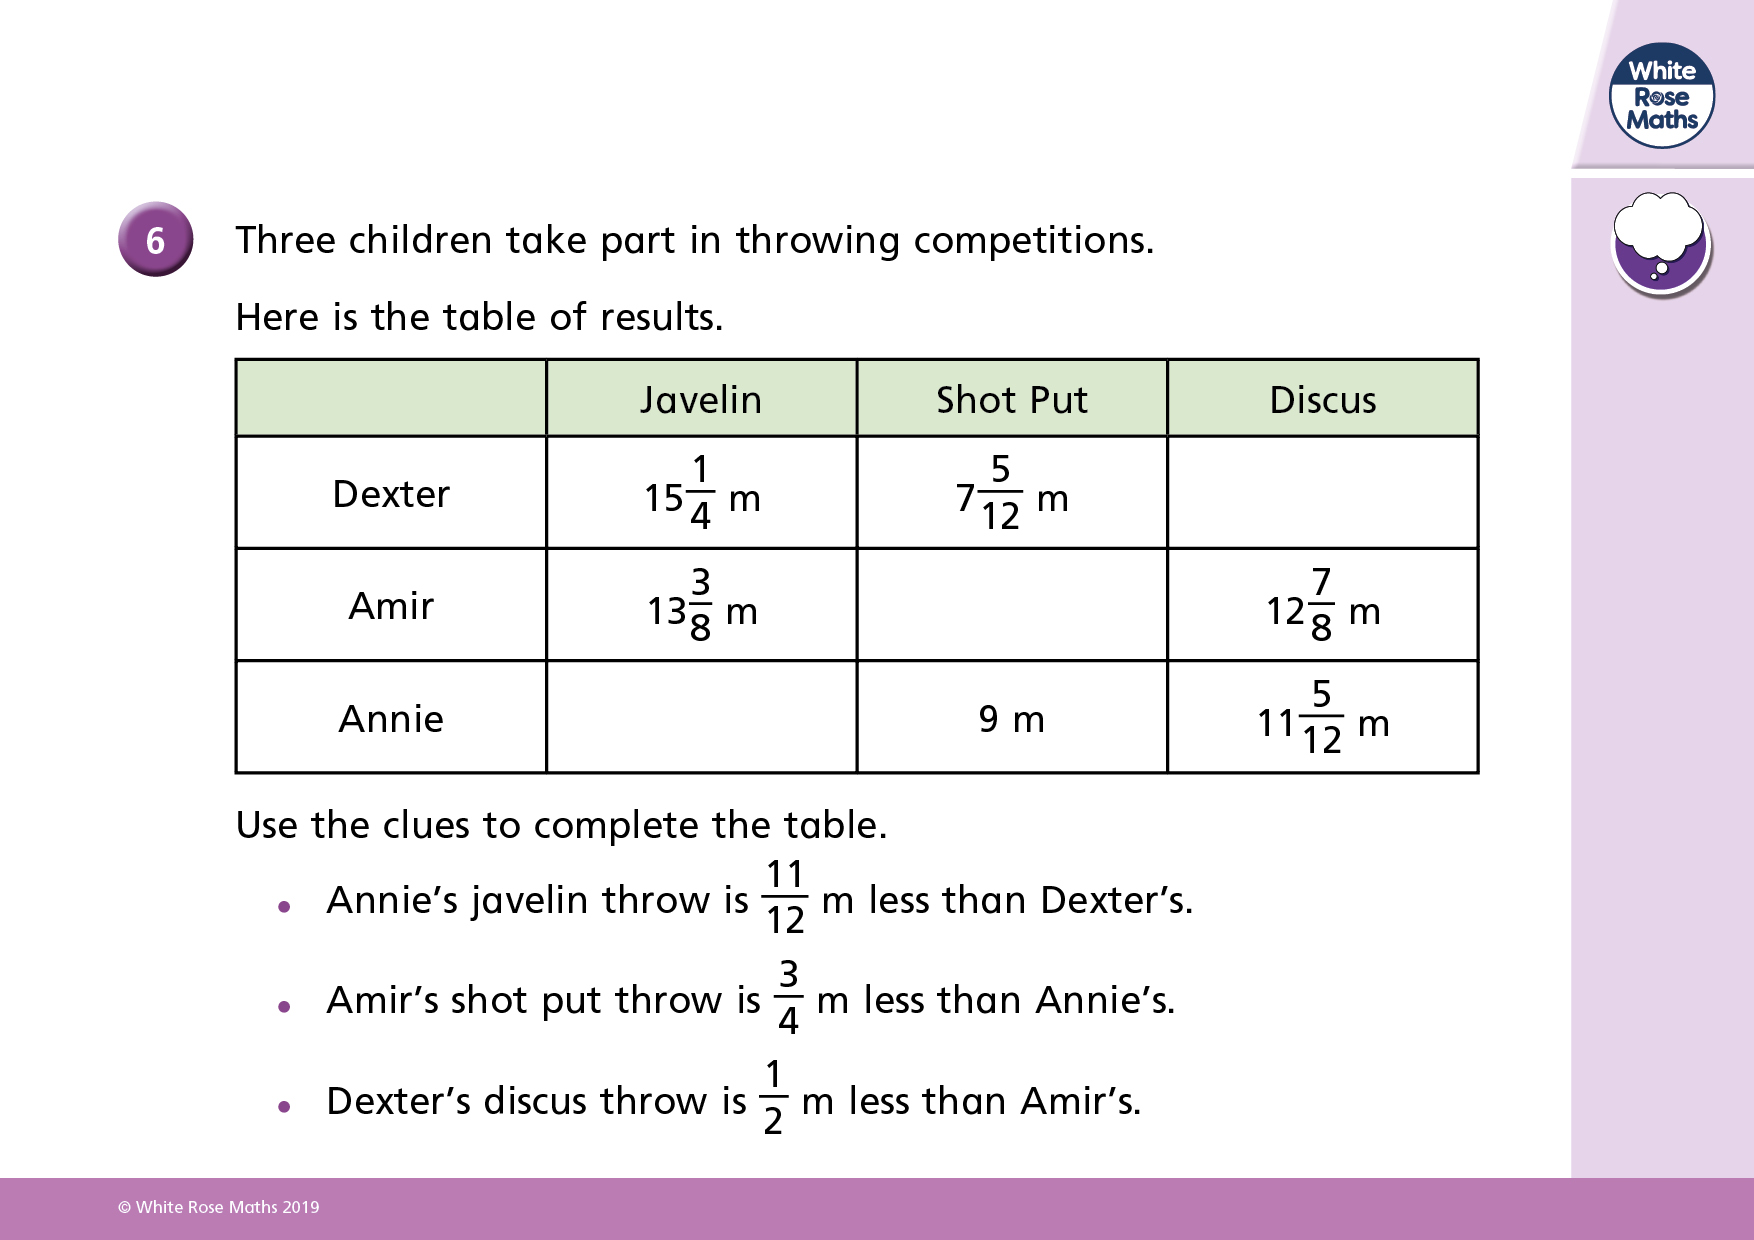 White
Rose
Maths
6 Three children take part in throwing competitions.
Here is the table of results.
Javelin Shot Put Discus
Dexter 15 1/4 m 7 5/12 m
Amir 13 3/8 m 12 7/8 m
Annie 9 m 11 5/12 m
Use the clues to complete the table.
• Annie’s javelin throw is 11/12 m less than Dexter’s.
• Amir’s shot put throw is 3/4 m less than Annie’s.
• Dexter’s discus throw is 1/2 m less than Amir’s.
© White Rose Maths 2019